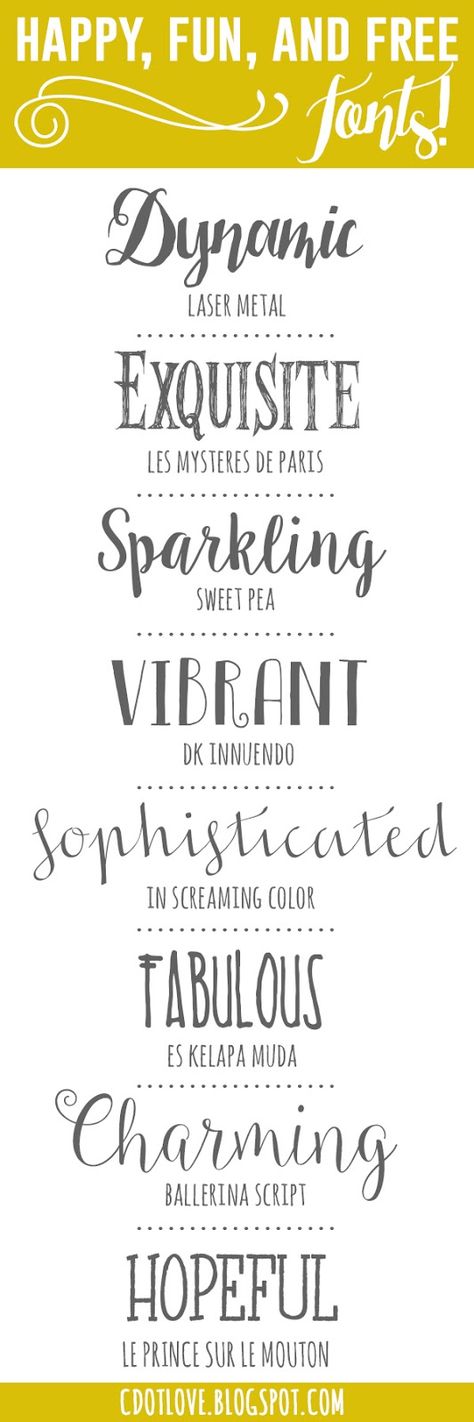 HAPPY, FUN, AND FREE
fonts!
Dynamic
LASER METAL
EXQUISITE
LES MYSTERES DE PARIS
Sparkling
SWEET PEA
VIBRANT
DK INNUENDO
Sophisticated
IN SCREAMING COLOR
FABULOUS
ES KELAPA MUDA
Charming
BALLERINA SCRIPT
HOPEFUL
LE PRINCE SUR LE MOUTON
CDOTLOVE.BLOGSPOT.COM